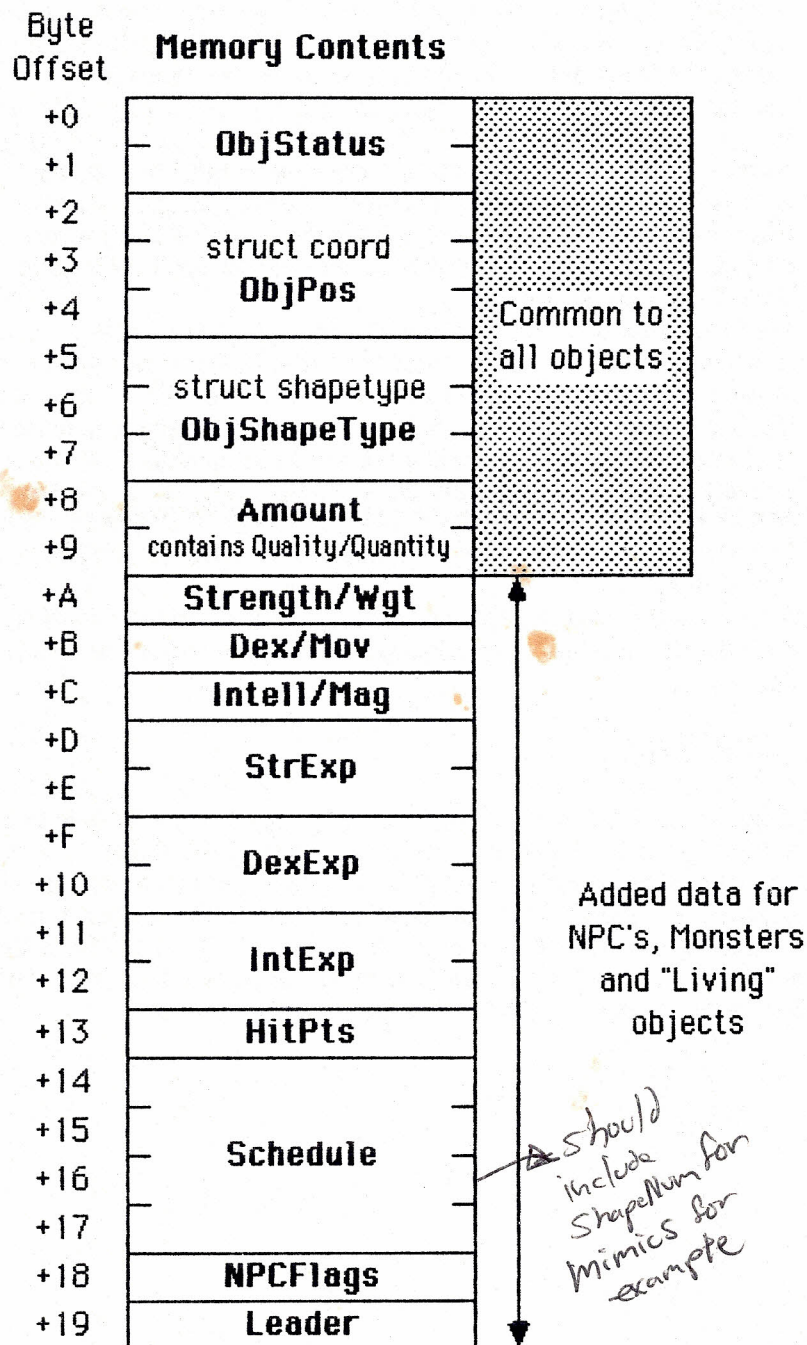 Byte
Offset
Memory Contents
+0
+1
ObjStatus
+2
+3
+4
struct coord
ObjPos
+5
+6
+7
struct shapetype
ObjShapeType
+8
+9
Amount
contains Quality/Quantity
Common to
all objects
+A
Strength/Wgt
+B
Dex/Mov
+C
Intell/Mag
+D
+E
StrExp
+F
+10
DexExp
+11
+12
IntExp
+13
HitPts
+14
+15
+16
+17
Schedule
+18
NPCFlags
+19
Leader
Added data for
NPC's, Monsters
and "Living"
objects
should
include
ShapeNum for
mimics for
example